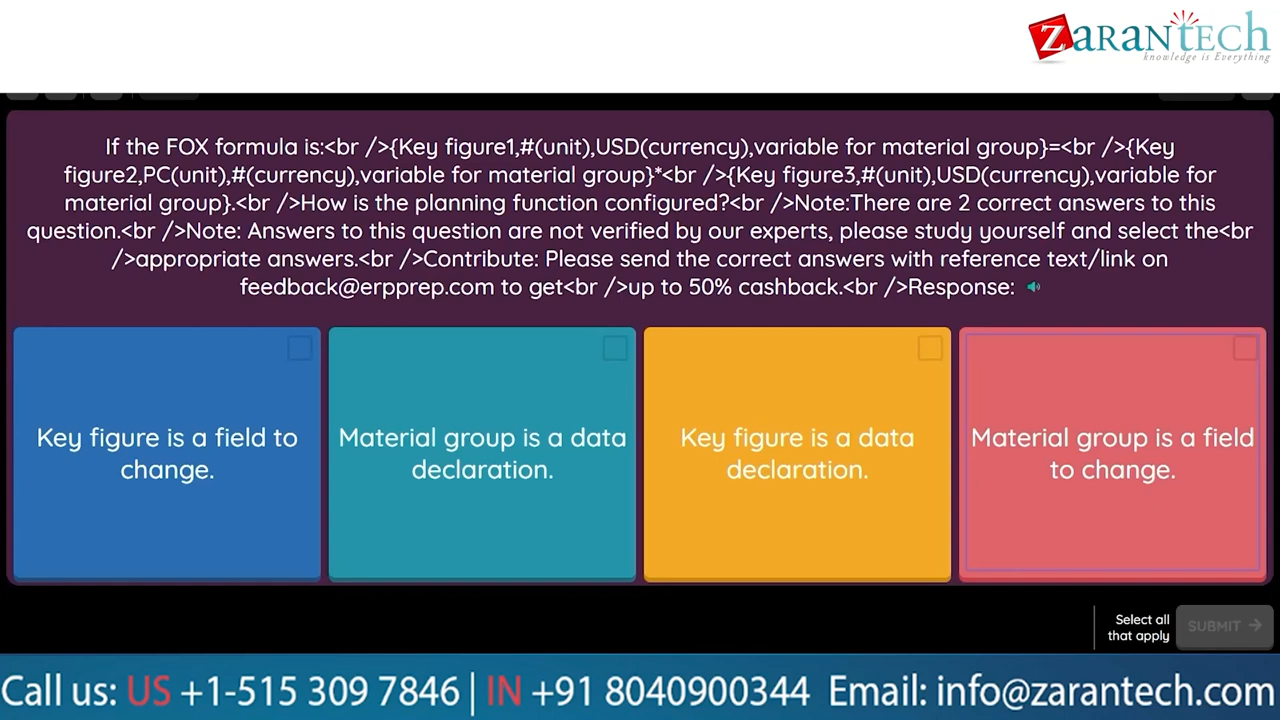 ZARANTECH
knowledge is Everything
If the FOX formula is:<br />{Key figure1,#(unit),USD(currency),variable for material group}=<br />{Key
figure2,PC(unit),#(currency),variable for material group}*<br />{Key figure3,#(unit),USD(currency),variable for
material group}.<br />How is the planning function configured?<br />Note:There are 2 correct answers to this
question.<br />Note: Answers to this question are not verified by our experts, please study yourself and select the<br
/>appropriate answers.<br />Contribute: Please send the correct answers with reference text/link on
feedback@erpprep.com to get<br />up to 50% cashback.<br />Response:
Key figure is a field to
change.
Material group is a data
declaration.
Key figure is a data
declaration.
Material group is a field
to change.
Select all
that apply
SUBMIT
Call us: US +1-515 309 7846 | IN +91 8040900344 Email: info@zarantech.com